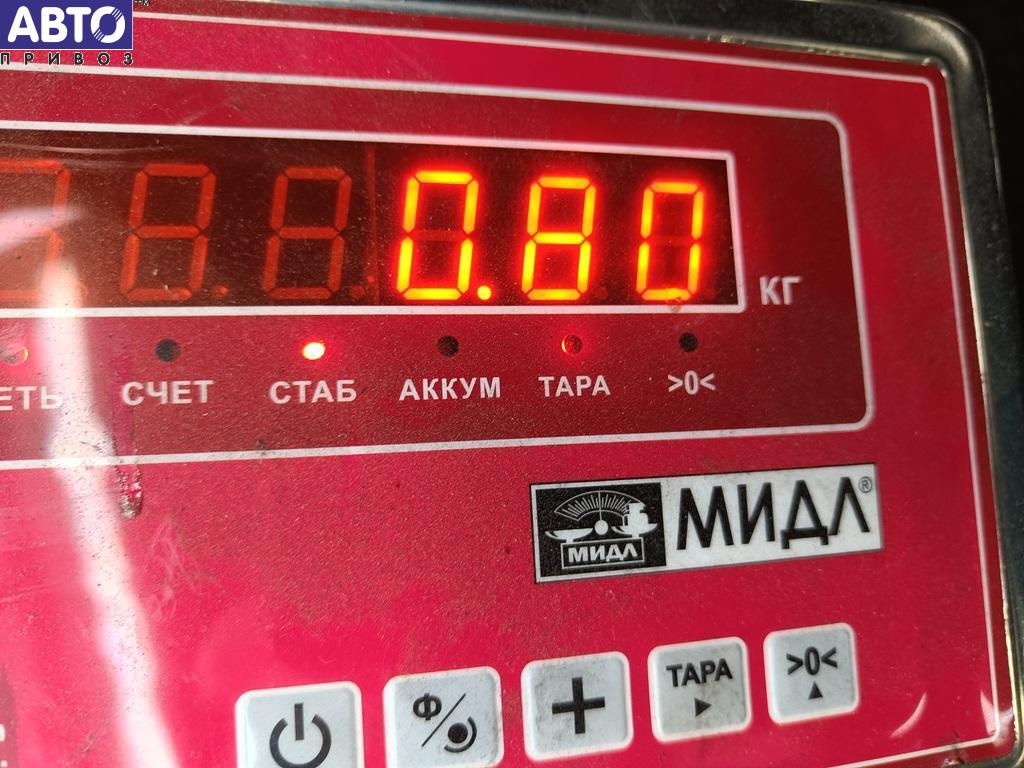 АВТО
ПРИВОЗ
0.80
КГ
СЧЕТ СТАБ АККУМ ТАРА >0<
МИДЛ МИДЛ®
Ф
ТАРА >0<